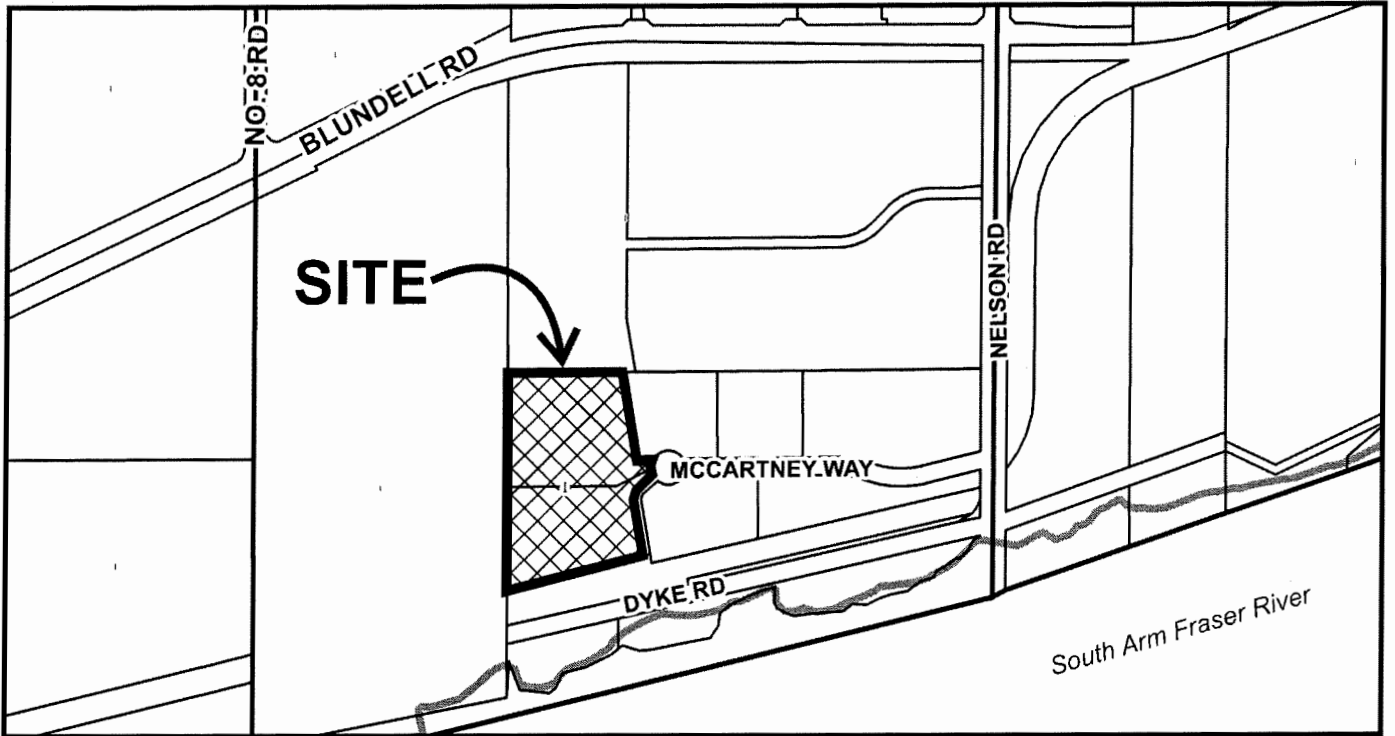 NO. 8 RD
BLUNDELL RD
SITE
NELSON RD
MCCARTNEY WAY
DYKE RD
South Arm Fraser River